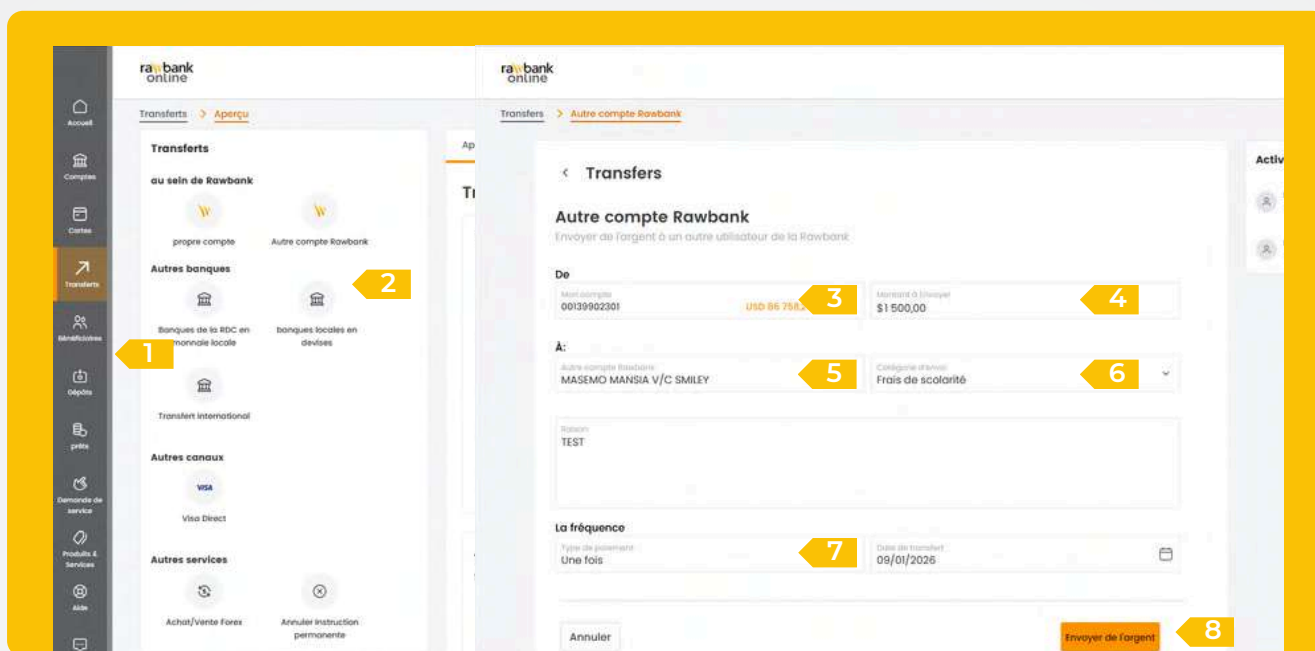 rawbank
online
Transferts > Aperçu
Accueil
Comptes
Cartes
Transferts
Bénéficiaires
Dépôts
prêts
Demande de
service
Produits &
Services
Aide
1
Transferts
au sein de Rawbank
propre compte
Autre compte Rawbank
Autres banques
2
Banques de la RDC en
monnaie locale
banques locales en
devises
Transfert international
Autres canaux
VISA
Visa Direct
Autres services
Achat/Vente Forex
Annuler Instruction
permanente
Ap
rawbank
online
Transfers > Autre compte Rawbank
< Transfers
Autre compte Rawbank
Envoyer de l'argent à un autre utilisateur de la Rawbank
De
Mon compte
00139902301
USD 86 758,
3
Montant à Envoyer
$1 500,00
4
À:
Autre compte Rawbank
MASEMO MANSIA V/C SMILEY
5
Catégorie d'envoi
Frais de scolarité
6
Raison
TEST
La fréquence
Type de paiement
Une fois
7
Date de transfert
09/01/2026
Annuler
Envoyer de l'argent
8
Activ